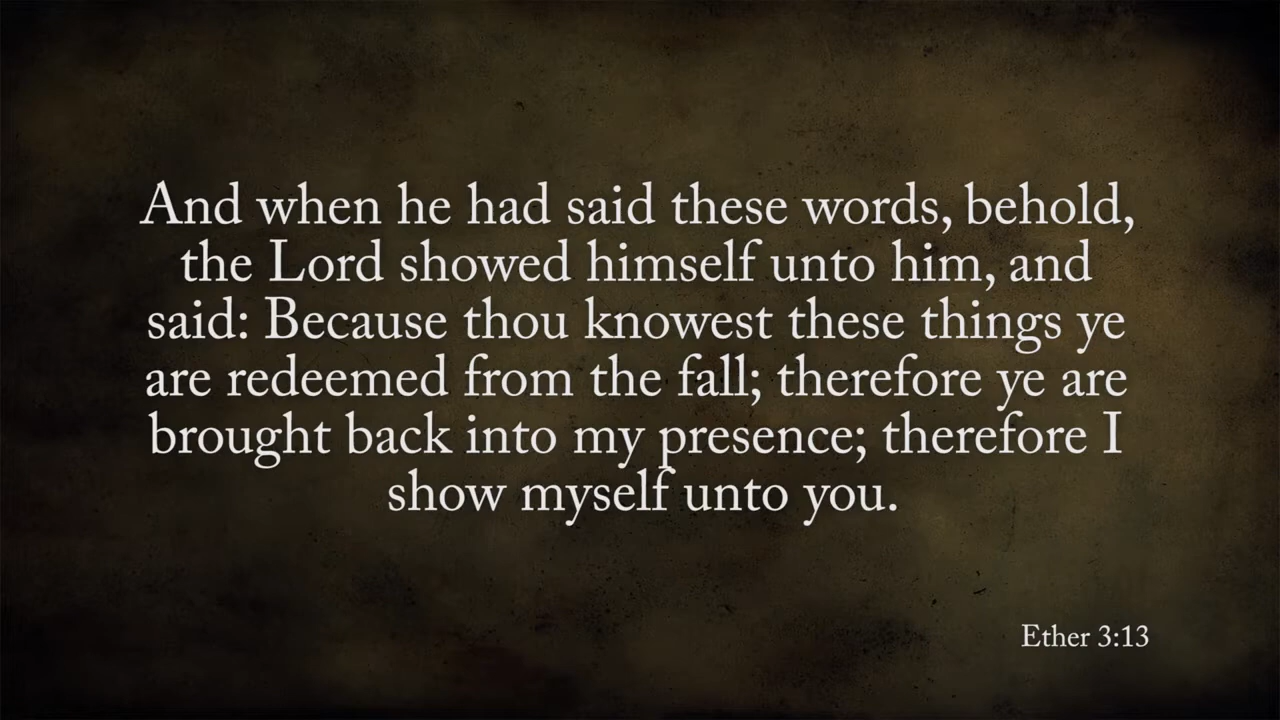 And when he had said these words, behold,
the Lord showed himself unto him, and
said: Because thou knowest these things ye
are redeemed from the fall; therefore ye are
brought back into my presence; therefore I
show myself unto you.
Ether 3:13